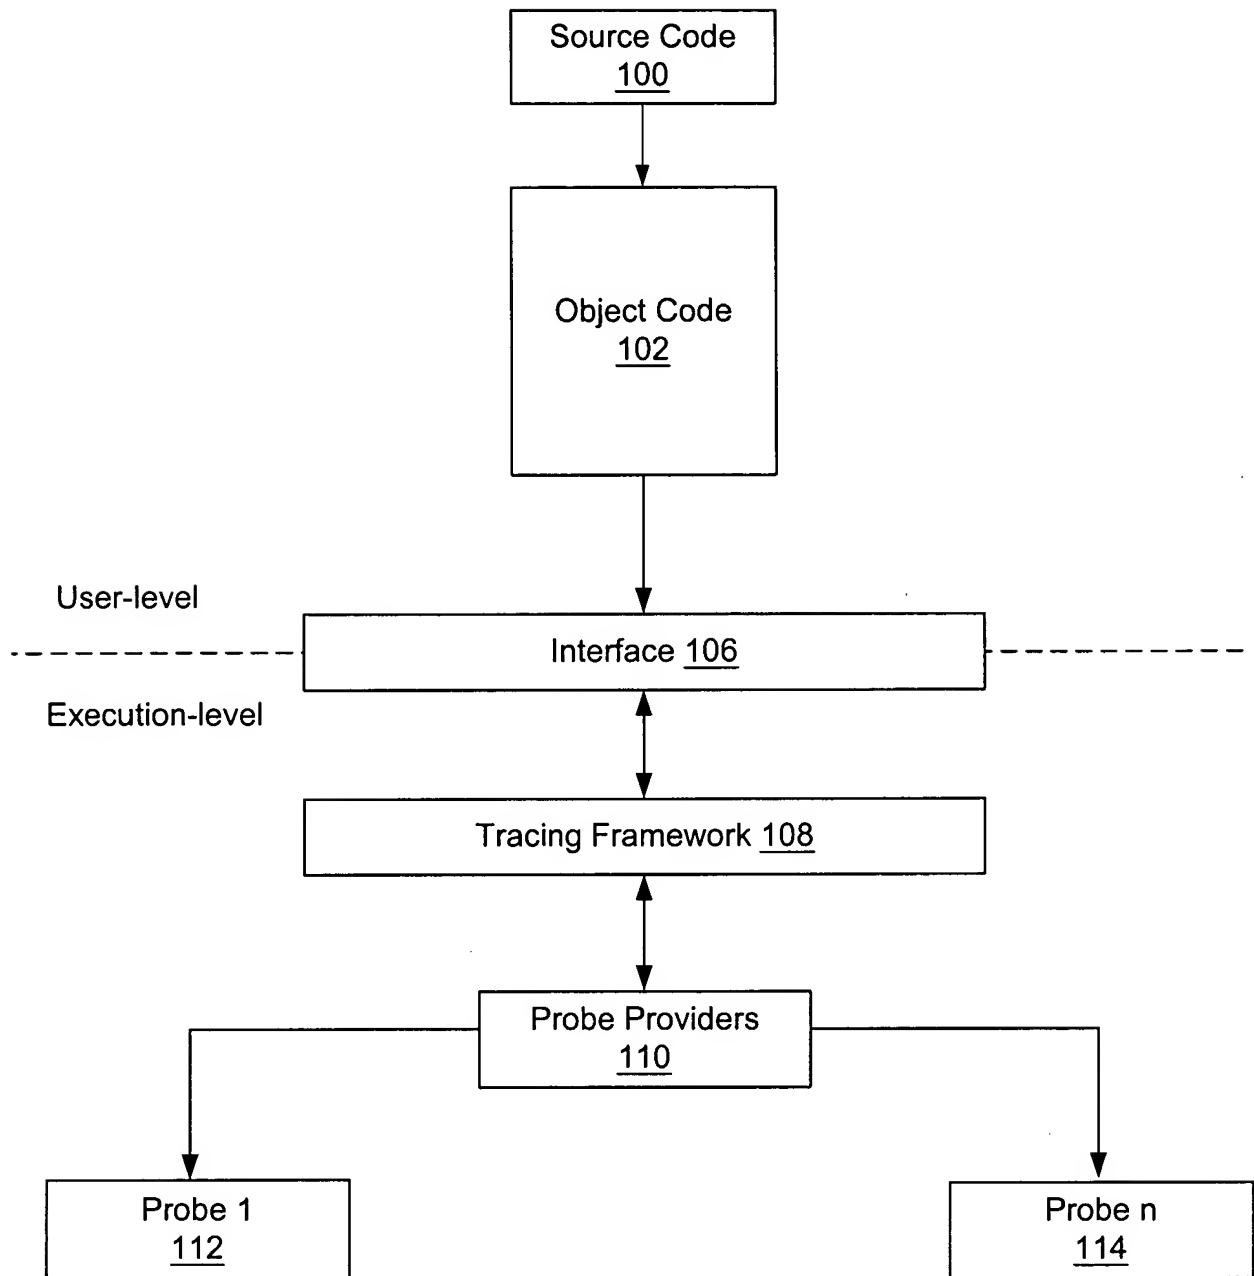 Source Code
100
Object Code
102
User-level
Interface 106
Execution-level
Tracing Framework 108
Probe Providers
110
Probe 1
112
Probe n
114